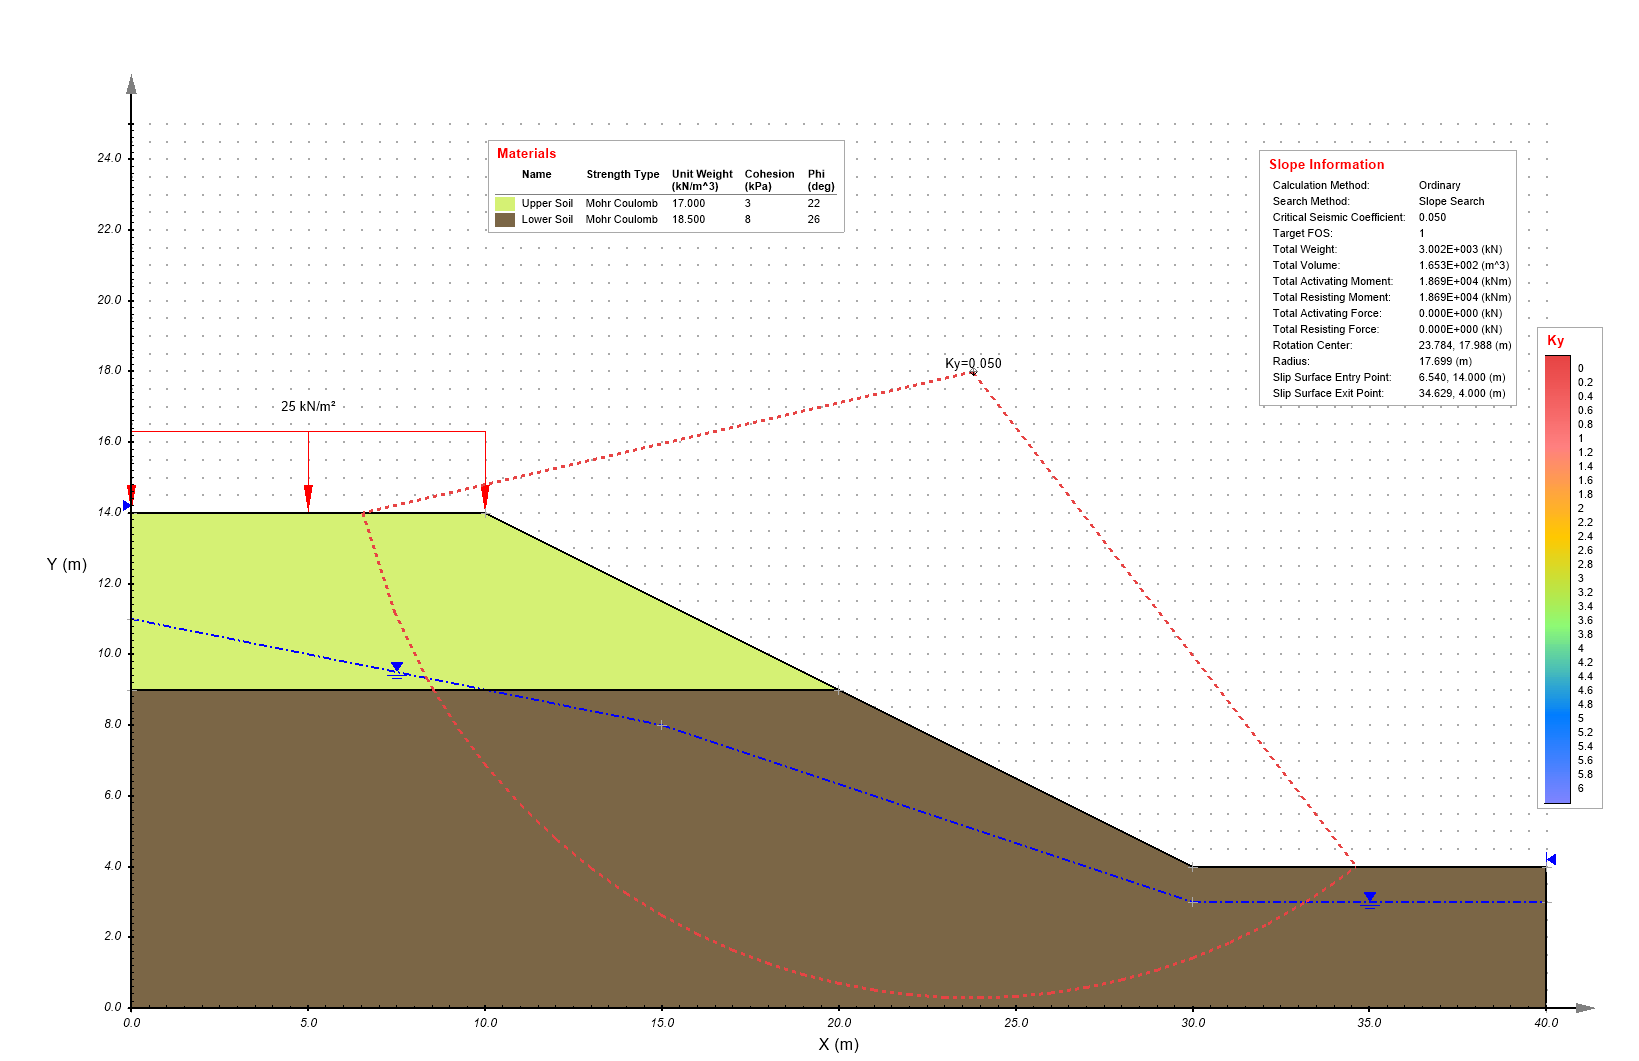 Materials
Name Strength Type Unit Weight (kN/m^3) Cohesion (kPa) Phi (deg)
Upper Soil Mohr Coulomb 17.000 3 22
Lower Soil Mohr Coulomb 18.500 8 26
Slope Information
Calculation Method: Ordinary
Search Method: Slope Search
Critical Seismic Coefficient: 0.050
Target FOS: 1
Total Weight: 3.002E+003 (kN)
Total Volume: 1.653E+002 (m^3)
Total Activating Moment: 1.869E+004 (kNm)
Total Resisting Moment: 1.869E+004 (kNm)
Total Activating Force: 0.000E+000 (kN)
Total Resisting Force: 0.000E+000 (kN)
Rotation Center: 23.784, 17.988 (m)
Radius: 17.699 (m)
Slip Surface Entry Point: 6.540, 14.000 (m)
Slip Surface Exit Point: 34.629, 4.000 (m)
Ky
0
0.2
0.4
0.6
0.8
1
1.2
1.4
1.6
1.8
2
2.2
2.4
2.6
2.8
3
3.2
3.4
3.6
3.8
4
4.2
4.4
4.6
4.8
5
5.2
5.4
5.6
5.8
6
Ky=0.050
25 kN/m²
Y (m)
24.0
22.0
20.0
18.0
16.0
14.0
12.0
10.0
8.0
6.0
4.0
2.0
0.0
0.0 5.0 10.0 15.0 20.0 25.0 30.0 35.0 40.0
X (m)